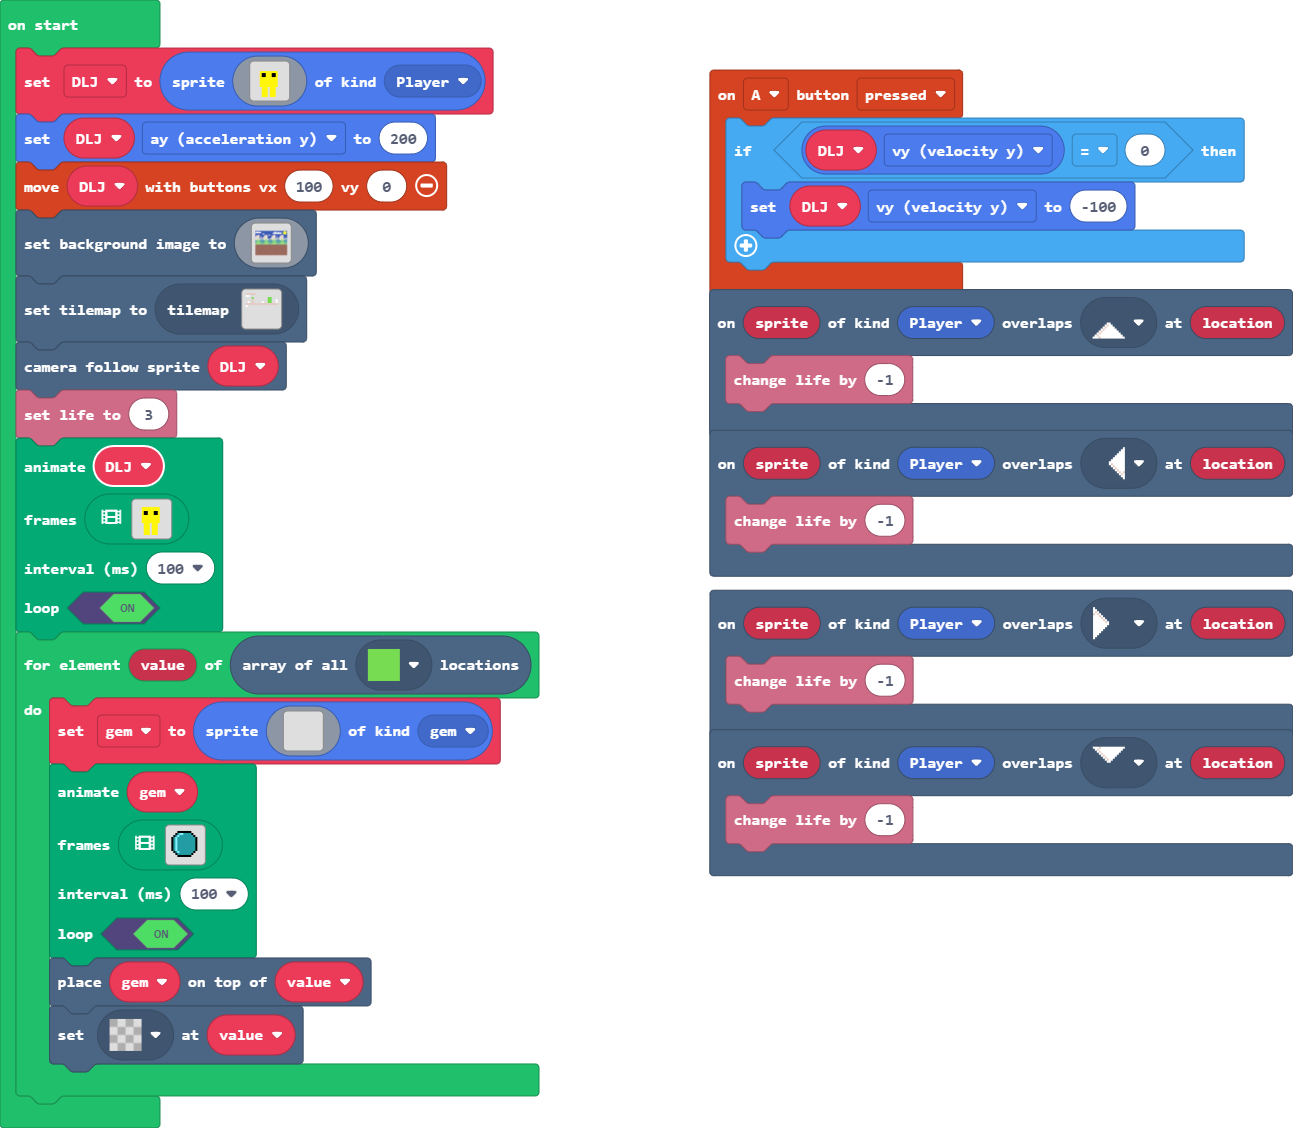 on start
set DLJ to sprite of kind Player
set DLJ ay (acceleration y) to 200
move DLJ with buttons vx 100 vy 0
set background image to
set tilemap to tilemap
camera follow sprite DLJ
set life to 3
animate DLJ
frames
interval (ms) 100
loop ON
for element value of array of all locations
do
set gem to sprite of kind gem
animate gem
frames
interval (ms) 100
loop ON
place gem on top of value
set at value
on A button pressed
if DLJ vy (velocity y) = 0 then
set DLJ vy (velocity y) to -100
on sprite of kind Player overlaps at location
change life by -1
on sprite of kind Player overlaps at location
change life by -1
on sprite of kind Player overlaps at location
change life by -1
on sprite of kind Player overlaps at location
change life by -1